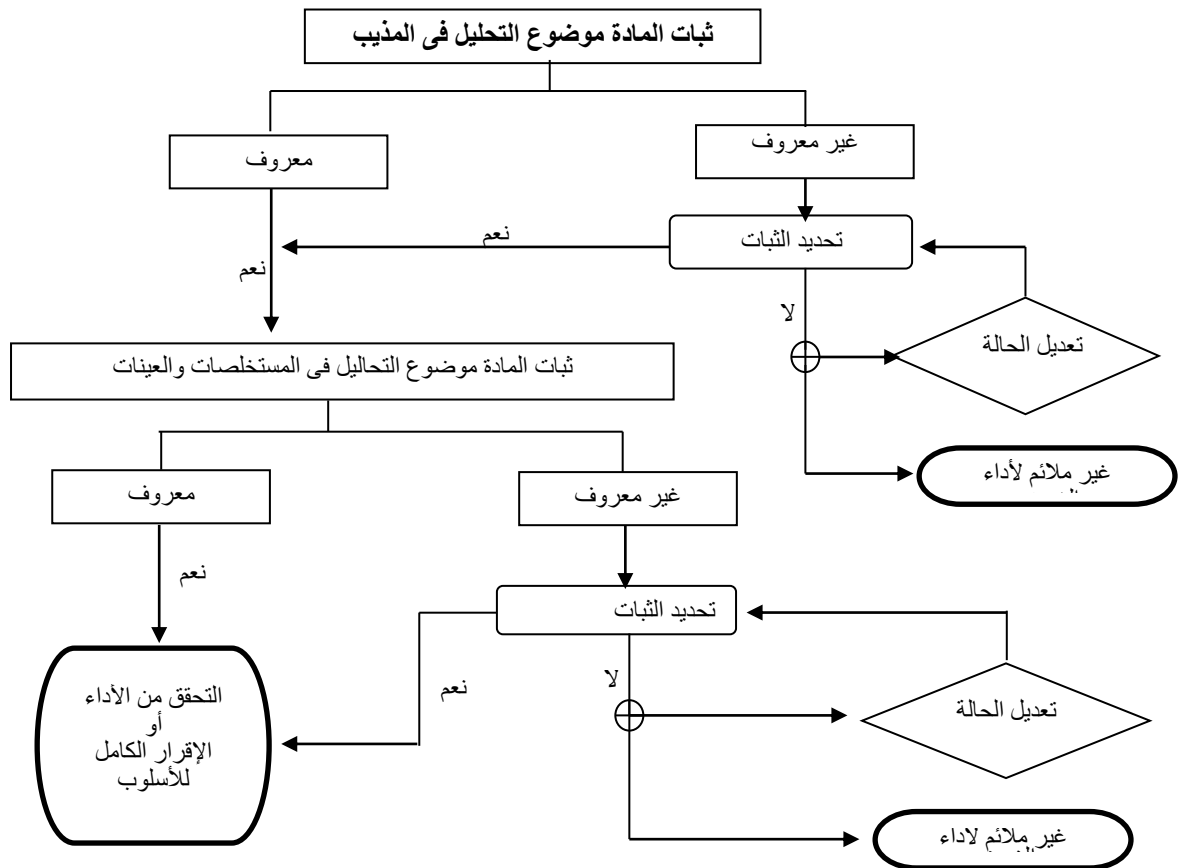 ثبات المادة موضوع التحليل فى المذيب
معروف
غير معروف
تحديد الثبات
نعم
نعم
لا
تعديل الحالة
ثبات المادة موضوع التحاليل فى المستخلصات والعينات
غير ملائم لأداء
معروف
غير معروف
نعم
تحديد الثبات
نعم
لا
تعديل الحالة
التحقق من الأداء
أو
الإقرار الكامل
للأسلوب
غير ملائم لاداء